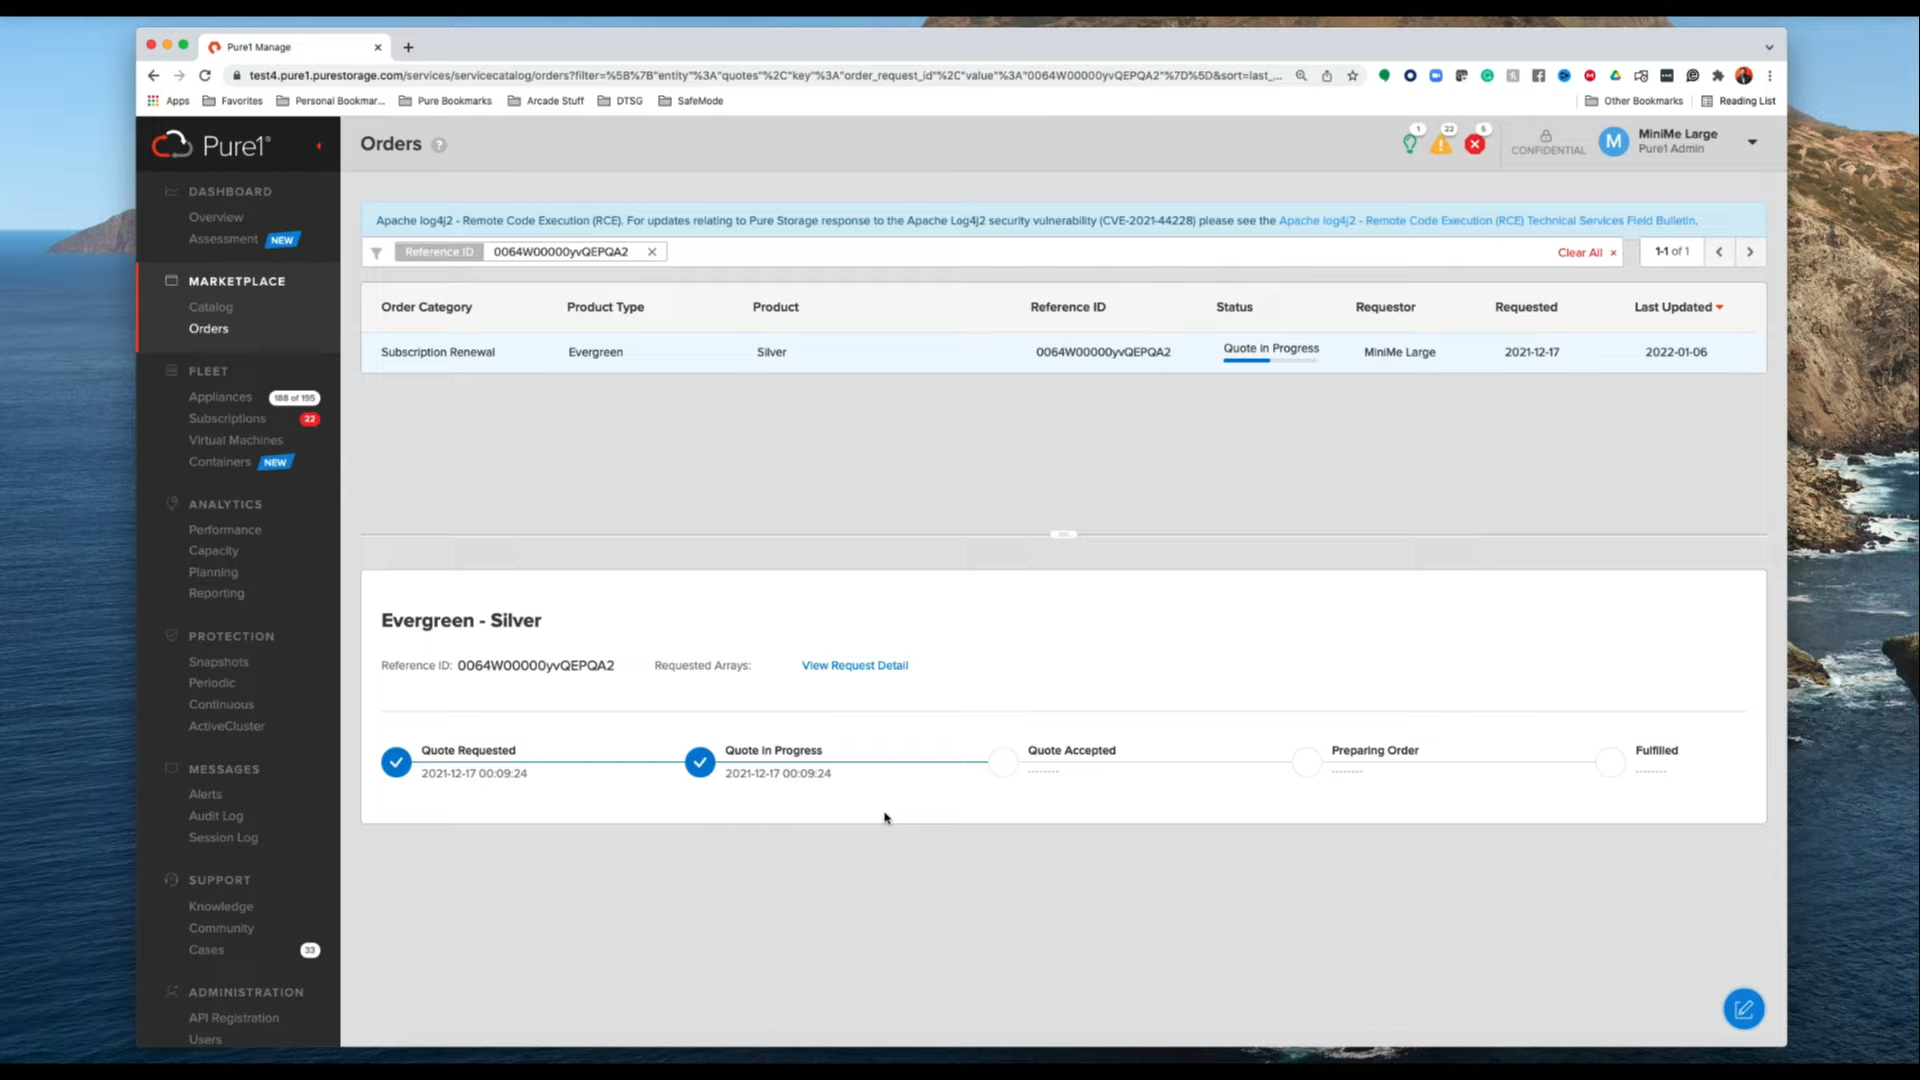 Pure1 Manage
test4.pure1.purestorage.com/services/servicecatalog/orders?filter=%5B%7B"entity"%3A"quotes"%2C"key"%3A"order_request_id"%2C"value"%3A"0064W00000yvQEPQA2"%7D%5D&sort=last_...
Apps Favorites Personal Bookmar... Pure Bookmarks Arcade Stuff DTSG SafeMode Other Bookmarks Reading List
Pure1®
Orders ?
1 22 5
CONFIDENTIAL
M
MiniMe Large
Pure1 Admin
DASHBOARD
Overview
Assessment NEW
MARKETPLACE
Catalog
Orders
FLEET
Appliances 188 of 195
Subscriptions 22
Virtual Machines
Containers NEW
ANALYTICS
Performance
Capacity
Planning
Reporting
PROTECTION
Snapshots
Periodic
Continuous
ActiveCluster
MESSAGES
Alerts
Audit Log
Session Log
SUPPORT
Knowledge
Community
Cases 33
ADMINISTRATION
API Registration
Users
Apache log4j2 - Remote Code Execution (RCE). For updates relating to Pure Storage response to the Apache Log4j2 security vulnerability (CVE-2021-44228) please see the Apache log4j2 - Remote Code Execution (RCE) Technical Services Field Bulletin.
Reference ID 0064W00000yvQEPQA2 Clear All × 1-1 of 1
Order Category Product Type Product Reference ID Status Requestor Requested Last Updated
Subscription Renewal Evergreen Silver 0064W00000yvQEPQA2 Quote in Progress MiniMe Large 2021-12-17 2022-01-06
Evergreen - Silver
Reference ID: 0064W00000yvQEPQA2 Requested Arrays: View Request Detail
Quote Requested Quote in Progress Quote Accepted Preparing Order Fulfilled
2021-12-17 00:09:24 2021-12-17 00:09:24 -------- -------- --------